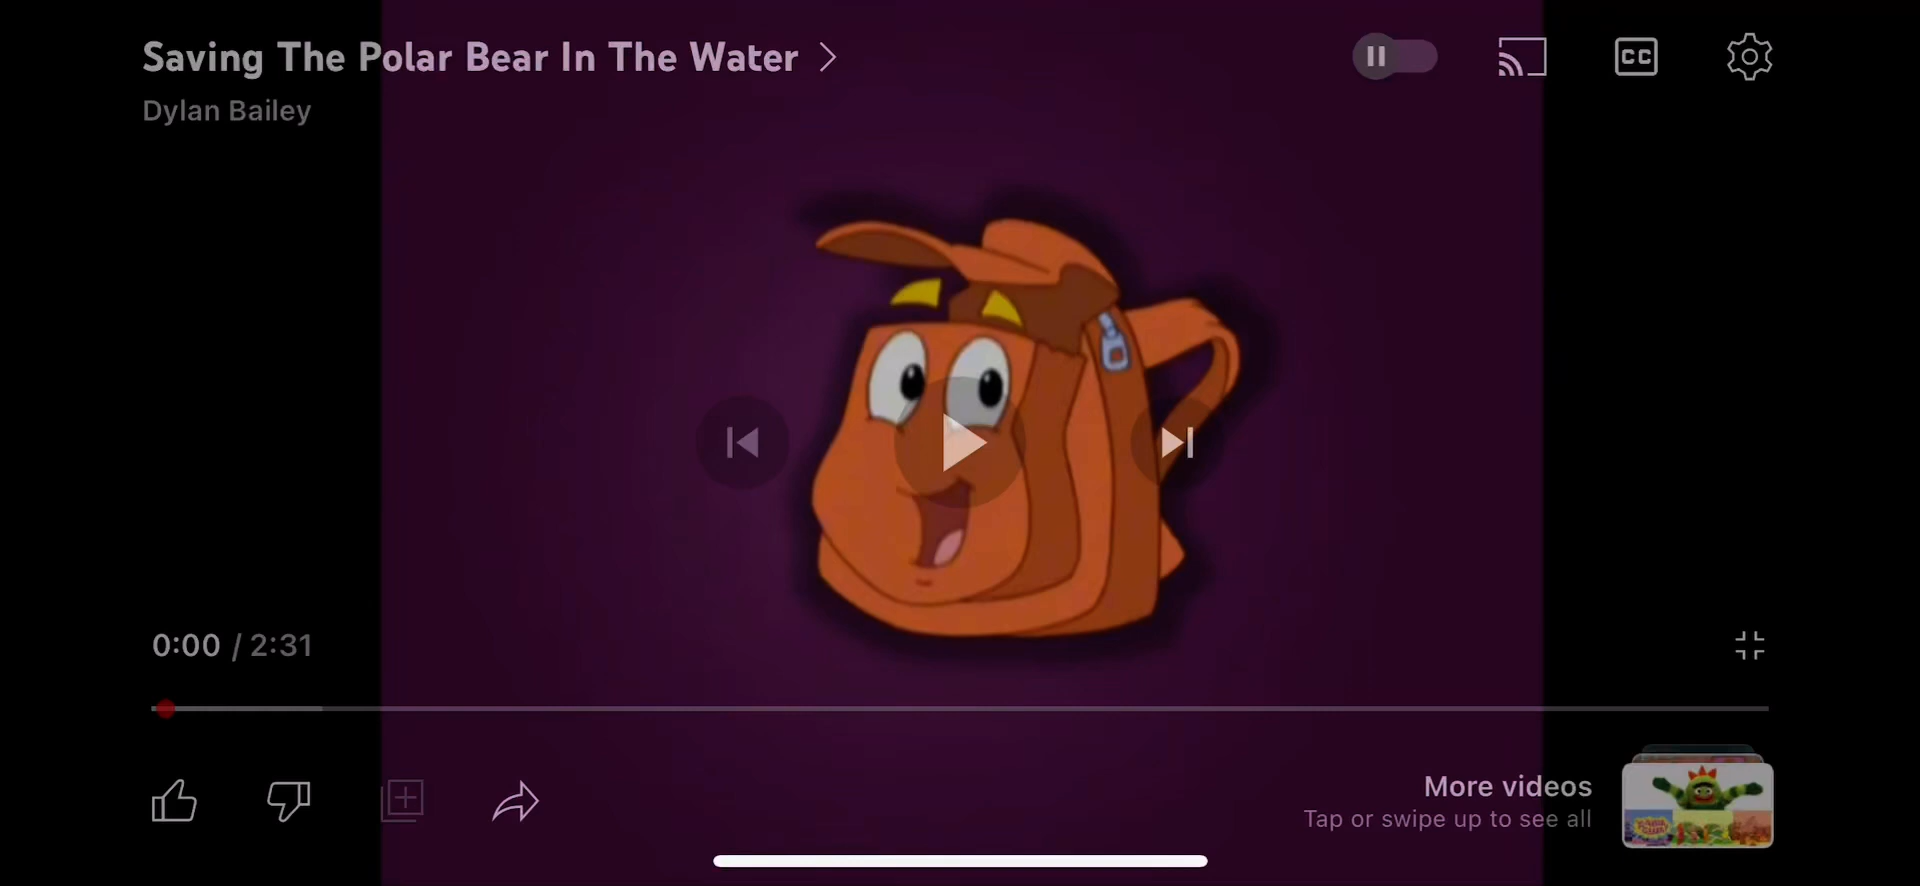 Saving The Polar Bear In The Water
Dylan Bailey
CC
0:00 / 2:31
More videos
Tap or swipe up to see all